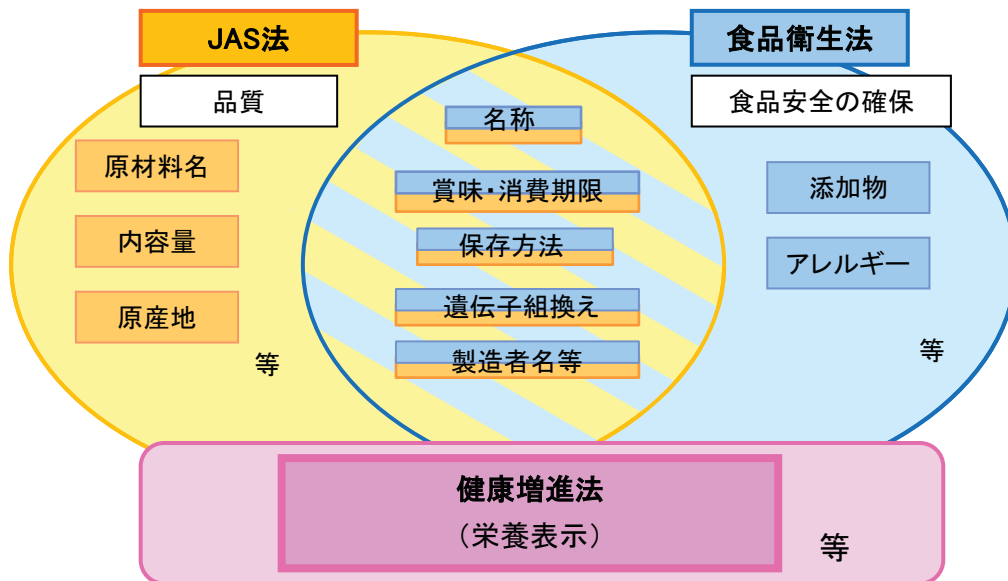 JAS法
食品衛生法
品質
食品安全の確保
名称
原材料名
賞味・消費期限
添加物
内容量
保存方法
アレルギー
原産地
遺伝子組換え
製造者名等
等
等
健康増進法
（栄養表示）
等